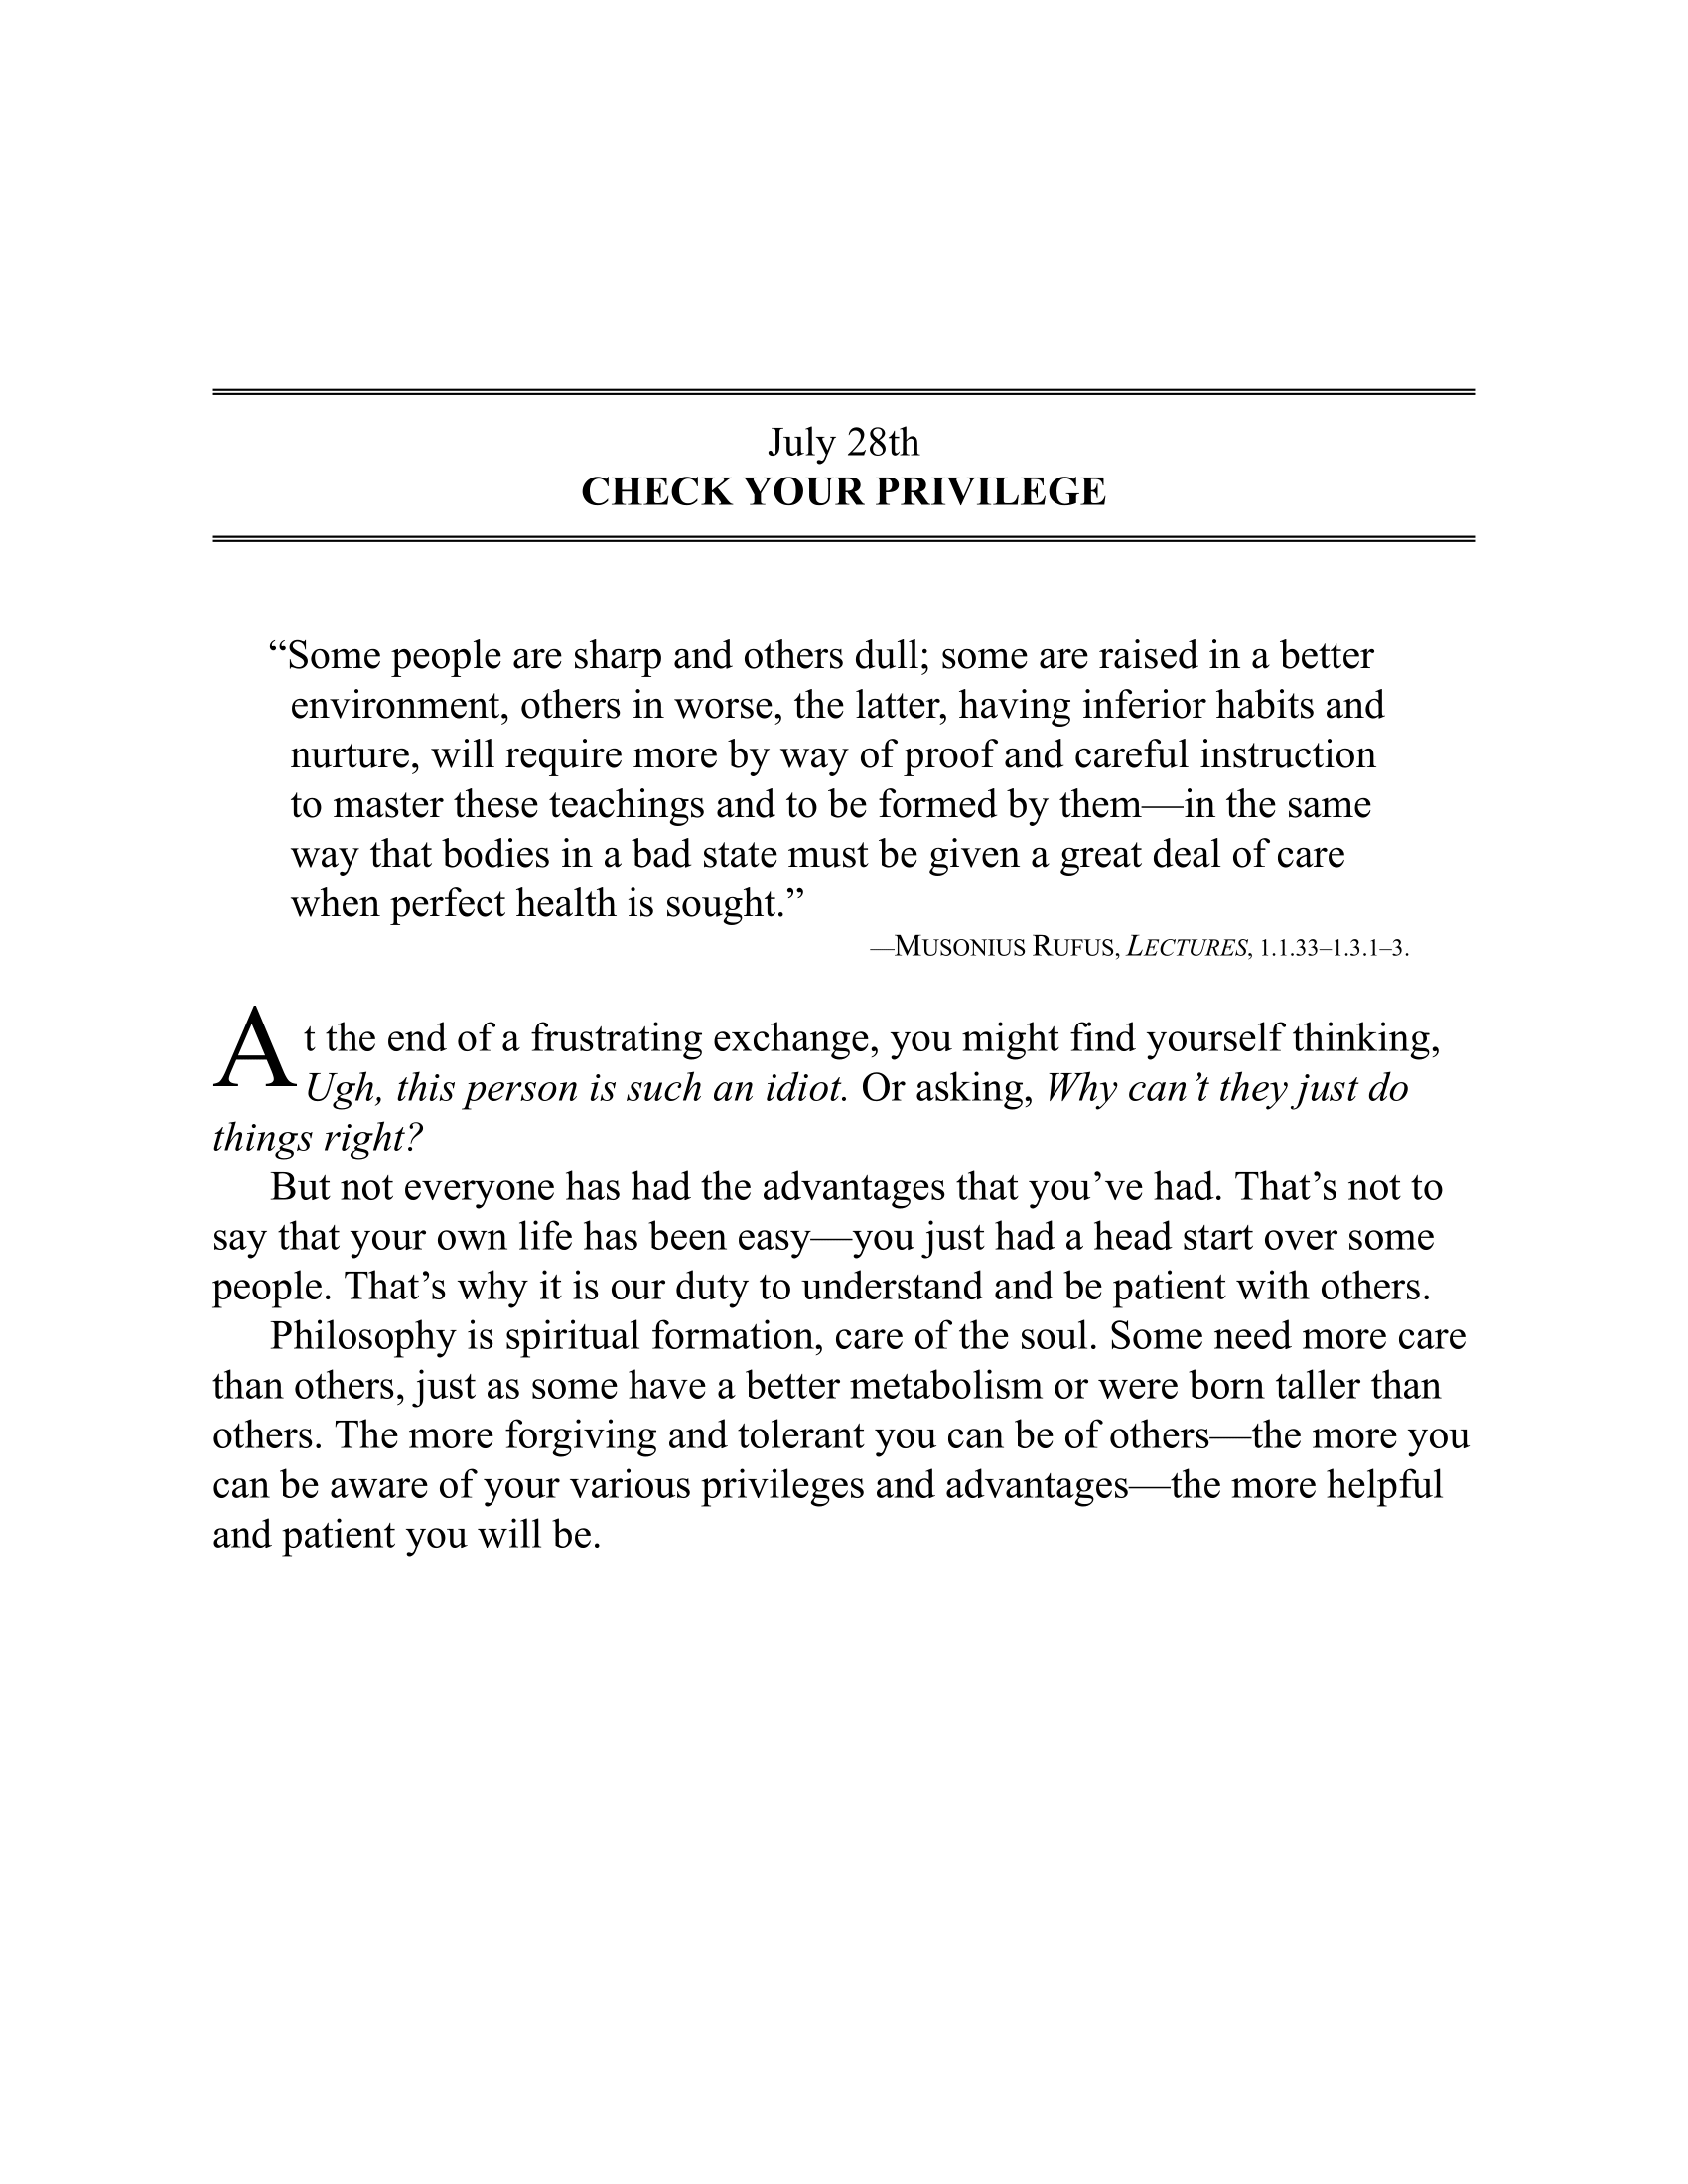 July 28th
CHECK YOUR PRIVILEGE
“Some people are sharp and others dull; some are raised in a better
environment, others in worse, the latter, having inferior habits and
nurture, will require more by way of proof and careful instruction
to master these teachings and to be formed by them—in the same
way that bodies in a bad state must be given a great deal of care
when perfect health is sought.”
—MUSONIUS RUFUS, LECTURES, 1.1.33–1.3.1–3.
At the end of a frustrating exchange, you might find yourself thinking,
Ugh, this person is such an idiot. Or asking, Why can’t they just do
things right?
But not everyone has had the advantages that you’ve had. That’s not to
say that your own life has been easy—you just had a head start over some
people. That’s why it is our duty to understand and be patient with others.
Philosophy is spiritual formation, care of the soul. Some need more care
than others, just as some have a better metabolism or were born taller than
others. The more forgiving and tolerant you can be of others—the more you
can be aware of your various privileges and advantages—the more helpful
and patient you will be.